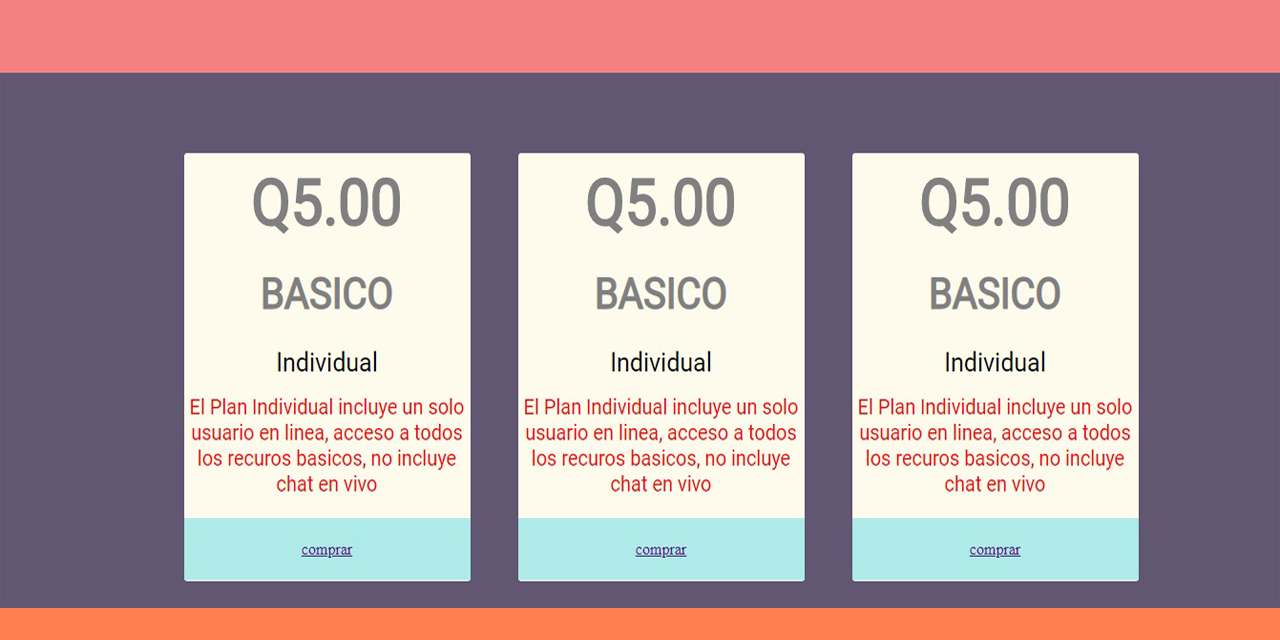 Q5.00
BASICO
Individual
El Plan Individual incluye un solo
usuario en linea, acceso a todos
los recuros basicos, no incluye
chat en vivo
comprar
Q5.00
BASICO
Individual
El Plan Individual incluye un solo
usuario en linea, acceso a todos
los recuros basicos, no incluye
chat en vivo
comprar
Q5.00
BASICO
Individual
El Plan Individual incluye un solo
usuario en linea, acceso a todos
los recuros basicos, no incluye
chat en vivo
comprar